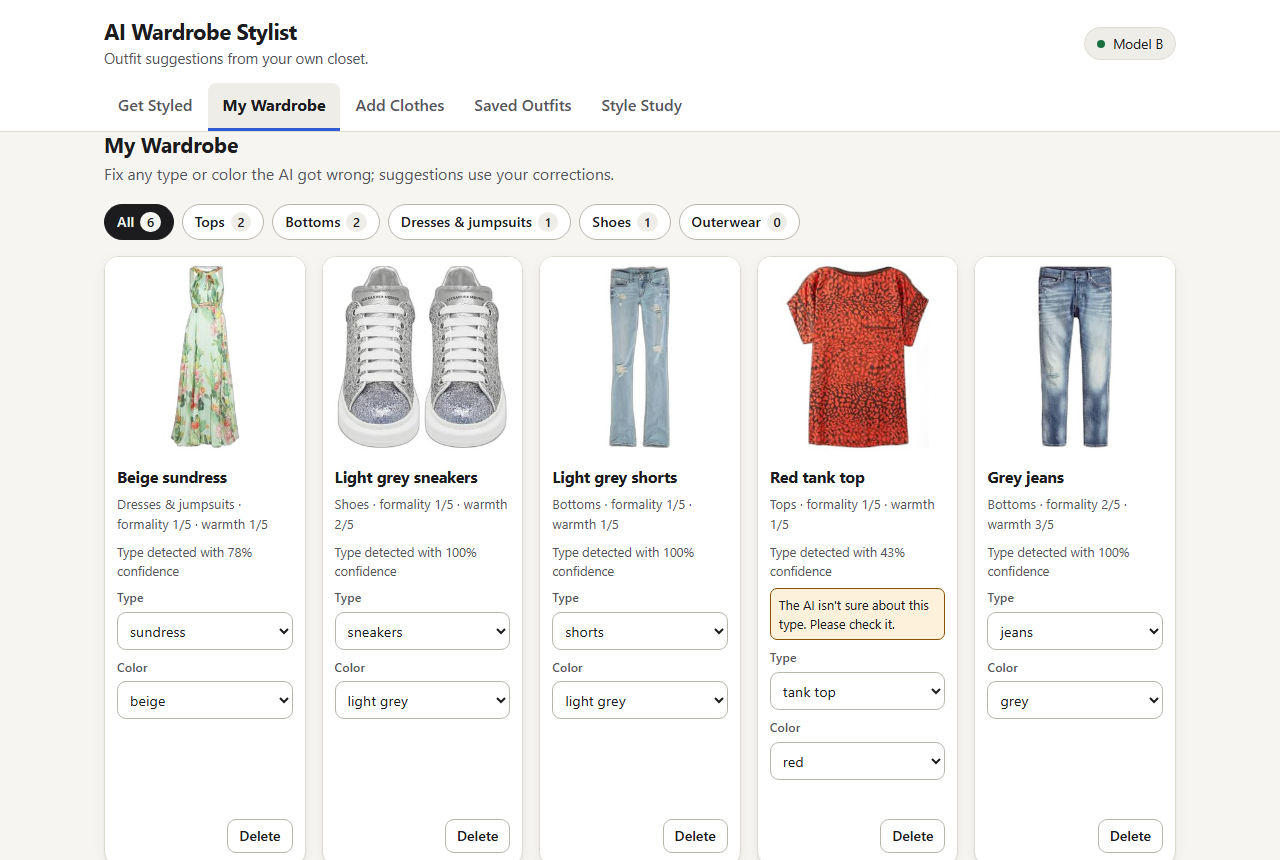 AI Wardrobe Stylist
Outfit suggestions from your own closet.
Model B
Get Styled
My Wardrobe
Add Clothes
Saved Outfits
Style Study
My Wardrobe
Fix any type or color the AI got wrong; suggestions use your corrections.
All 6
Tops 2
Bottoms 2
Dresses & jumpsuits 1
Shoes 1
Outerwear 0
Beige sundress
Dresses & jumpsuits ·
formality 1/5 · warmth 1/5
Type detected with 78%
confidence
Type
sundress
Color
beige
Delete
Light grey sneakers
Shoes · formality 1/5 · warmth
2/5
Type detected with 100%
confidence
Type
sneakers
Color
light grey
Delete
Light grey shorts
Bottoms · formality 1/5 ·
warmth 1/5
Type detected with 100%
confidence
Type
shorts
Color
light grey
Delete
Red tank top
Tops · formality 1/5 · warmth
1/5
Type detected with 43%
confidence
The AI isn't sure about this
type. Please check it.
Type
tank top
Color
red
Delete
Grey jeans
Bottoms · formality 2/5 ·
warmth 3/5
Type detected with 100%
confidence
Type
jeans
Color
grey
Delete